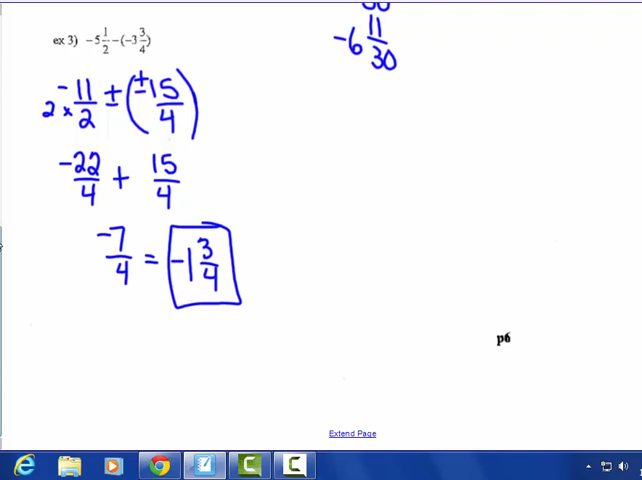 ex 3) −5 1/2 − (−3 3/4)
2 × −11/2 ± (±15/4)
−22/4 + 15/4
−7/4 = −1 3/4
−6 11/30
p6
Extend Page